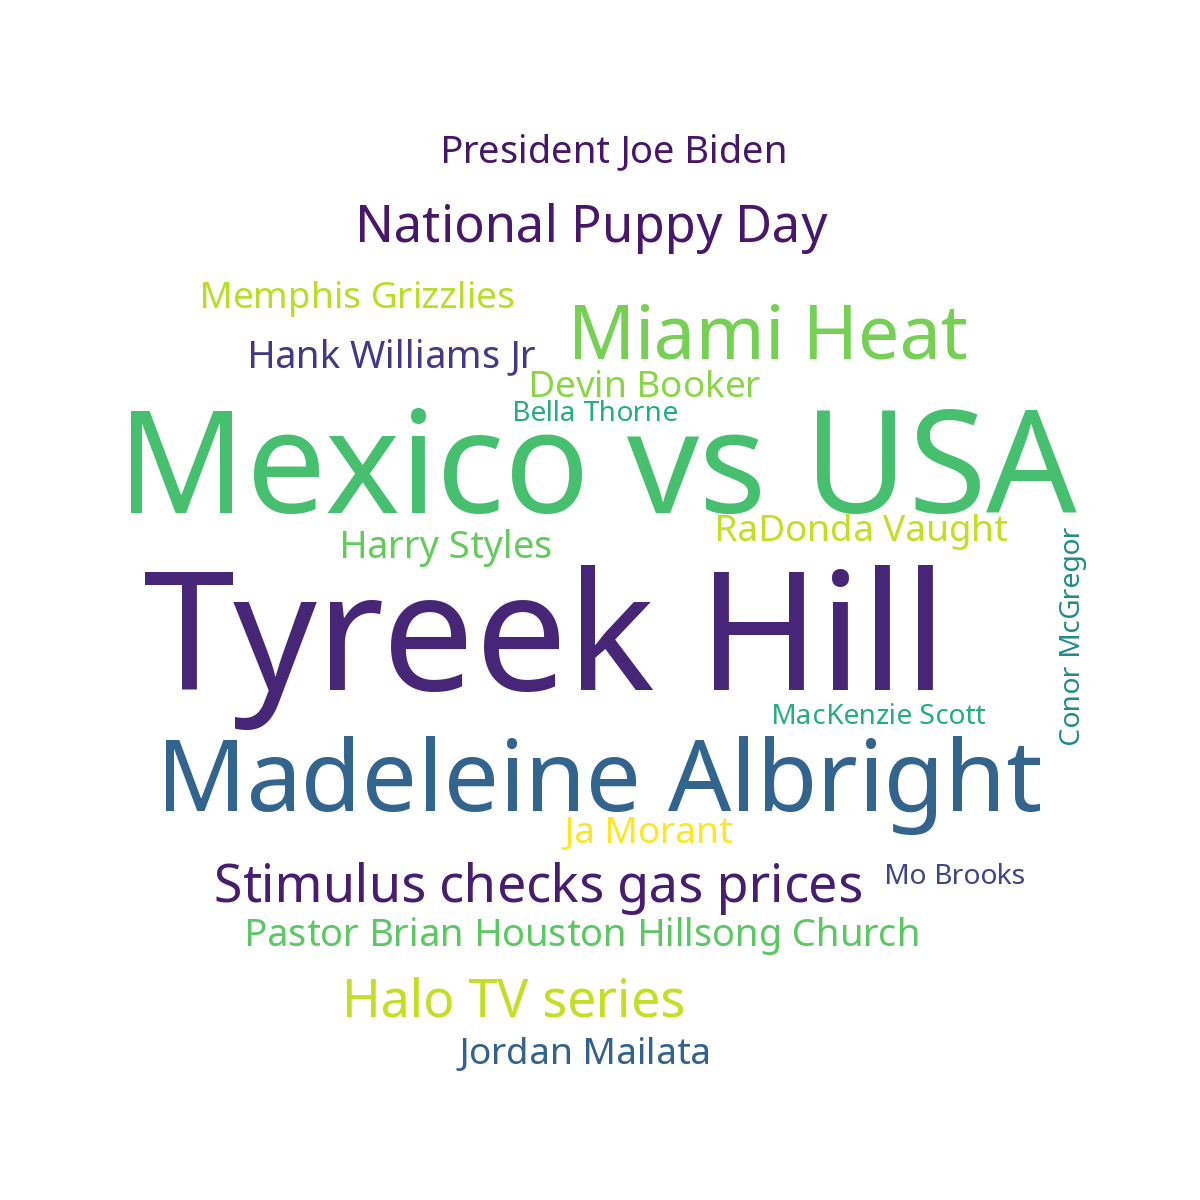 President Joe Biden
National Puppy Day
Memphis Grizzlies
Miami Heat
Hank Williams Jr
Devin Booker
Bella Thorne
Mexico vs USA
RaDonda Vaught
Harry Styles
Conor McGregor
Tyreek Hill
MacKenzie Scott
Madeleine Albright
Ja Morant
Stimulus checks gas prices
Mo Brooks
Pastor Brian Houston Hillsong Church
Halo TV series
Jordan Mailata